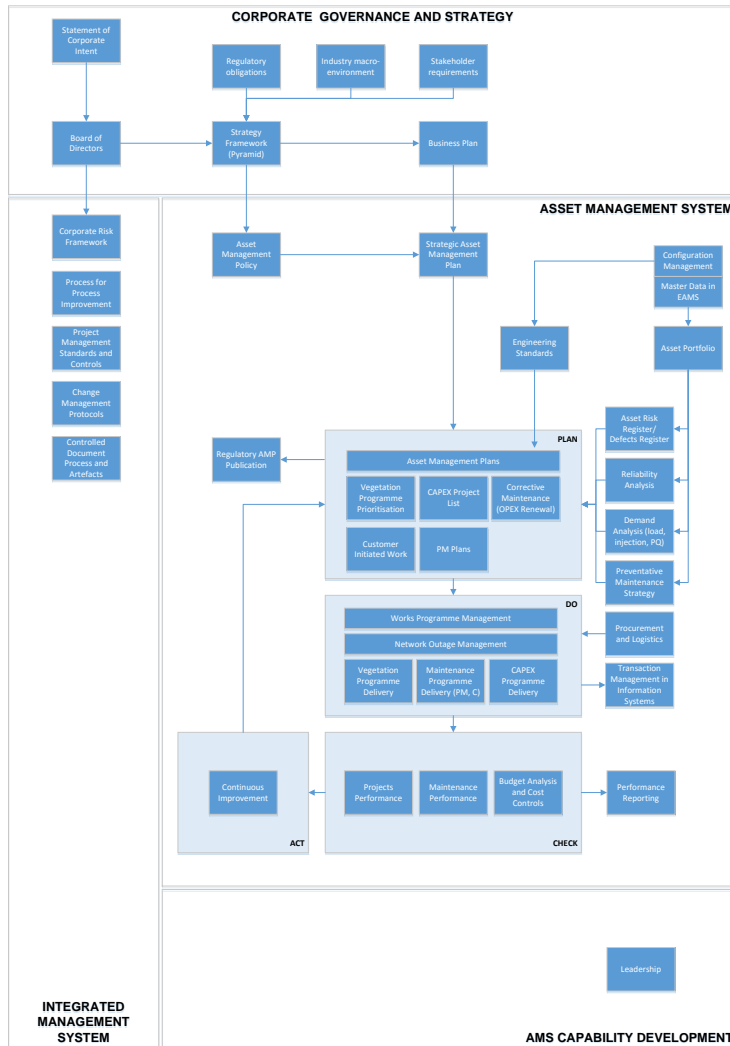 CORPORATE GOVERNANCE AND STRATEGY
Statement of
Corporate
Intent
Regulatory
obligations
Industry macro-
environment
Stakeholder
requirements
Board of
Directors
Strategy
Framework
(Pyramid)
Business Plan
ASSET MANAGEMENT SYSTEM
Corporate Risk
Framework
Process for
Process
Improvement
Project
Management
Standards and
Controls
Change
Management
Protocols
Controlled
Document
Process and
Artefacts
INTEGRATED
MANAGEMENT
SYSTEM
Asset
Management
Policy
Strategic Asset
Management
Plan
Configuration
Management
Master Data in
EAMS
Engineering
Standards
Asset Portfolio
Asset Risk
Register/
Defects Register
Reliability
Analysis
Demand
Analysis (load,
injection, PQ)
Preventative
Maintenance
Strategy
Regulatory AMP
Publication
PLAN
Asset Management Plans
Vegetation
Programme
Prioritisation
CAPEX Project
List
Corrective
Maintenance
(OPEX Renewal)
Customer
Initiated Work
PM Plans
DO
Works Programme Management
Network Outage Management
Vegetation
Programme
Delivery
Maintenance
Programme
Delivery (PM, C)
CAPEX
Programme
Delivery
Procurement
and Logistics
Transaction
Management in
Information
Systems
Continuous
Improvement
ACT
Projects
Performance
Maintenance
Performance
Budget Analysis
and Cost
Controls
CHECK
Performance
Reporting
Leadership
AMS CAPABILITY DEVELOPMENT